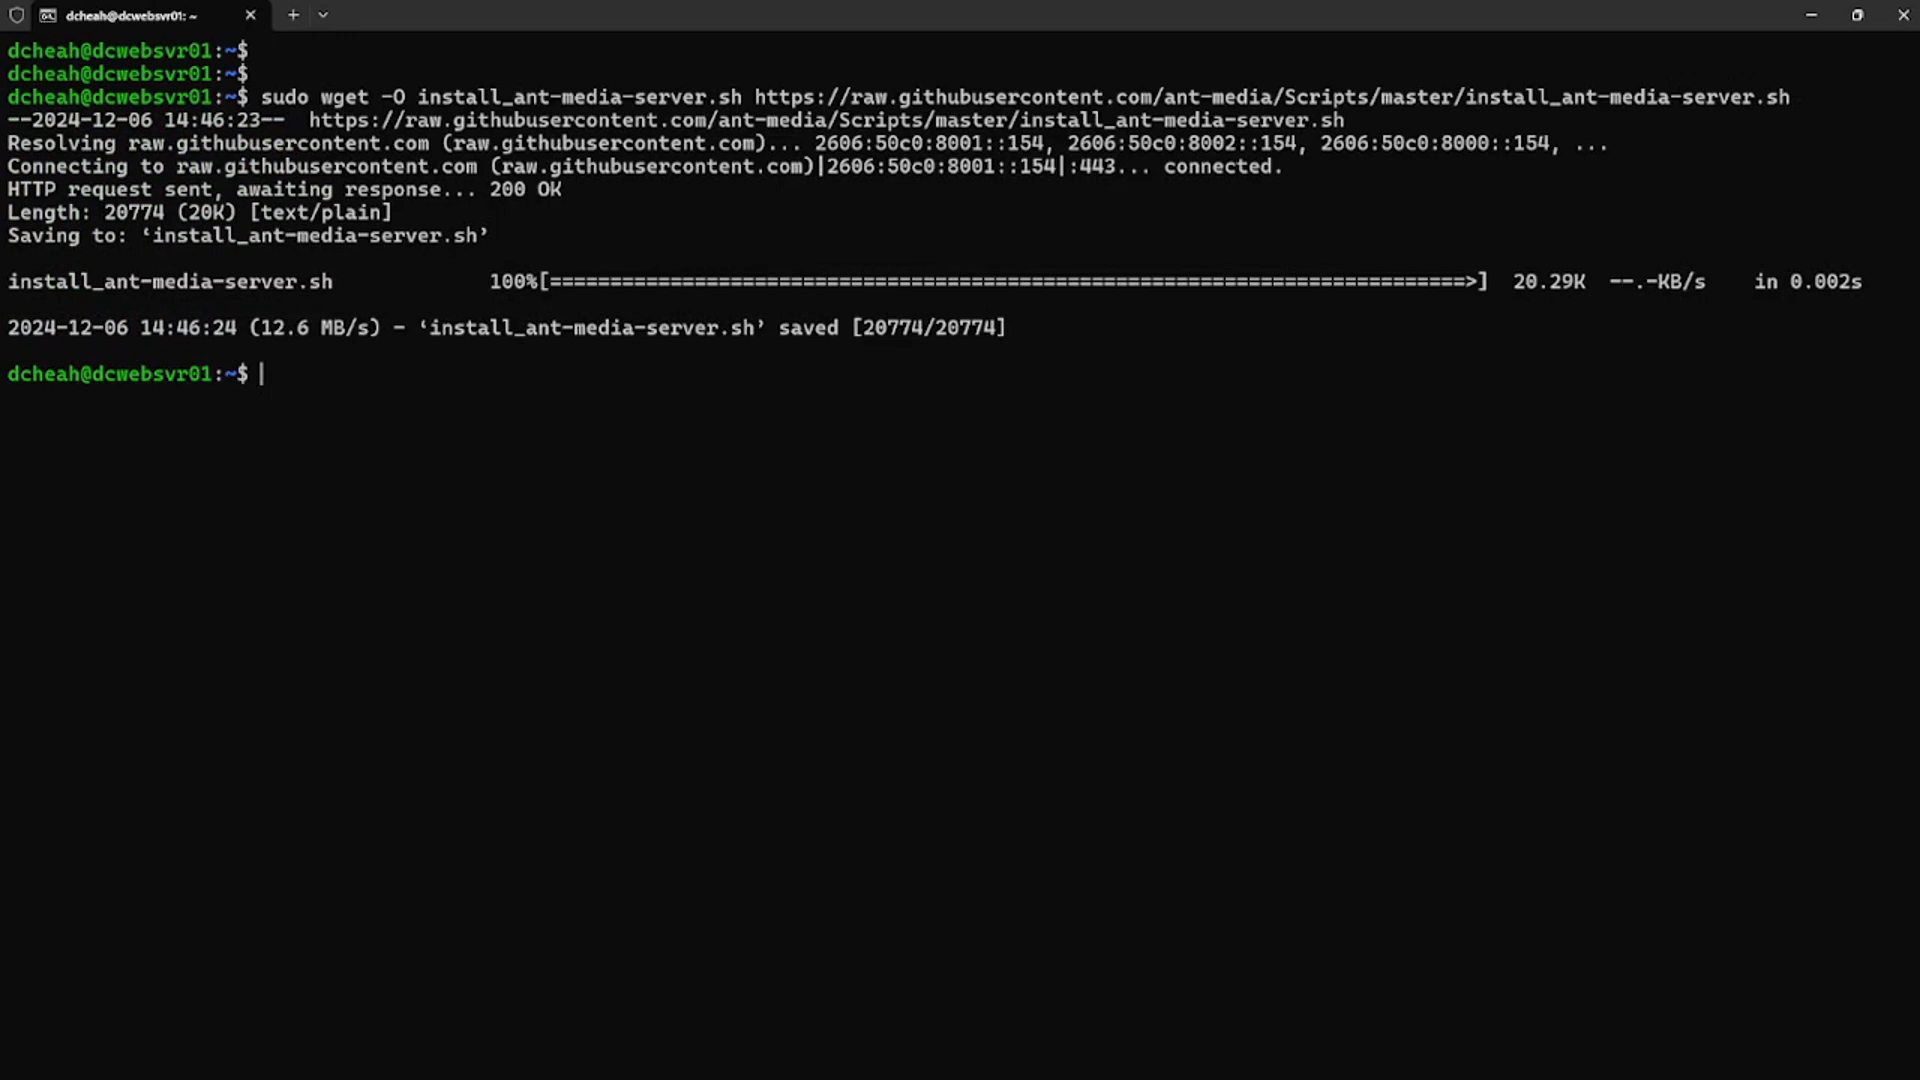 dcheah@dcwebsvr01: ~
dcheah@dcwebsvr01:~$
dcheah@dcwebsvr01:~$
dcheah@dcwebsvr01:~$ sudo wget -O install_ant-media-server.sh https://raw.githubusercontent.com/ant-media/Scripts/master/install_ant-media-server.sh
--2024-12-06 14:46:23--  https://raw.githubusercontent.com/ant-media/Scripts/master/install_ant-media-server.sh
Resolving raw.githubusercontent.com (raw.githubusercontent.com)... 2606:50c0:8001::154, 2606:50c0:8002::154, 2606:50c0:8000::154, ...
Connecting to raw.githubusercontent.com (raw.githubusercontent.com)|2606:50c0:8001::154|:443... connected.
HTTP request sent, awaiting response... 200 OK
Length: 20774 (20K) [text/plain]
Saving to: ‘install_ant-media-server.sh’
install_ant-media-server.sh             100%[============================================================================>]  20.29K  --.-KB/s    in 0.002s
2024-12-06 14:46:24 (12.6 MB/s) - ‘install_ant-media-server.sh’ saved [20774/20774]
dcheah@dcwebsvr01:~$